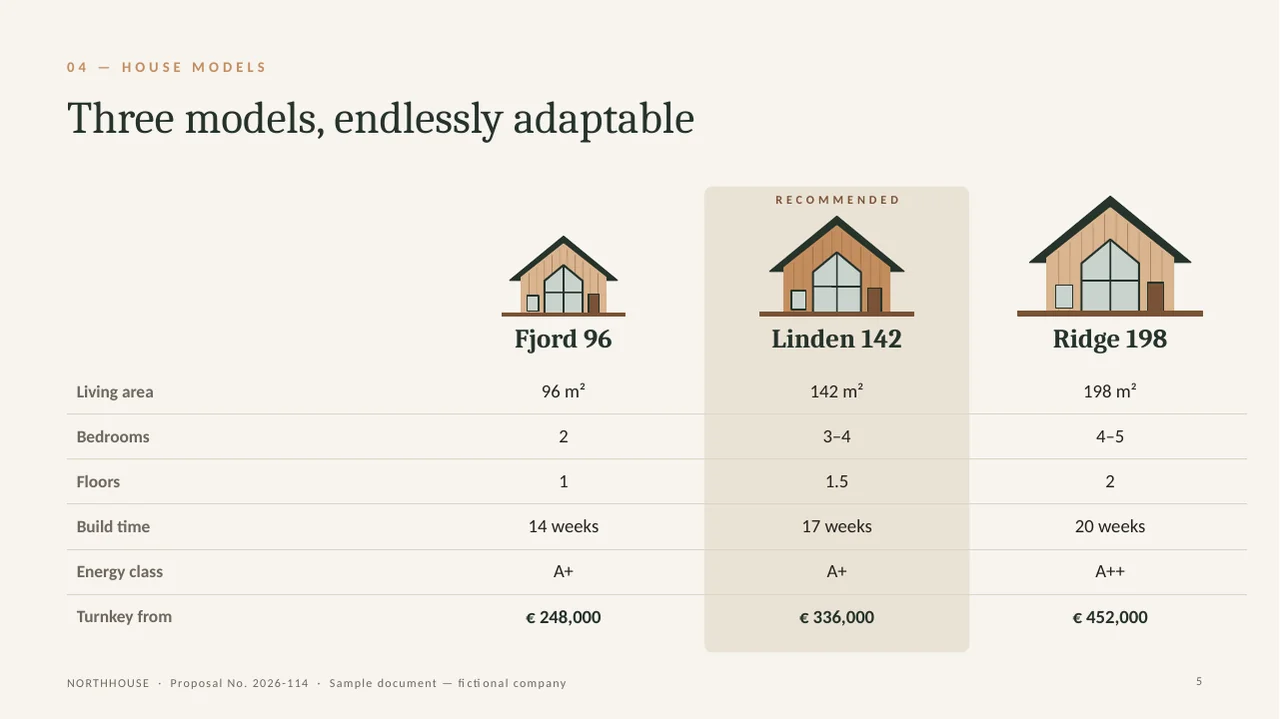 04 — HOUSE MODELS
Three models, endlessly adaptable
RECOMMENDED
Fjord 96 Linden 142 Ridge 198
Living area 96 m² 142 m² 198 m²
Bedrooms 2 3–4 4–5
Floors 1 1.5 2
Build time 14 weeks 17 weeks 20 weeks
Energy class A+ A+ A++
Turnkey from € 248,000 € 336,000 € 452,000
NORTHHOUSE · Proposal No. 2026-114 · Sample document — fictional company 5